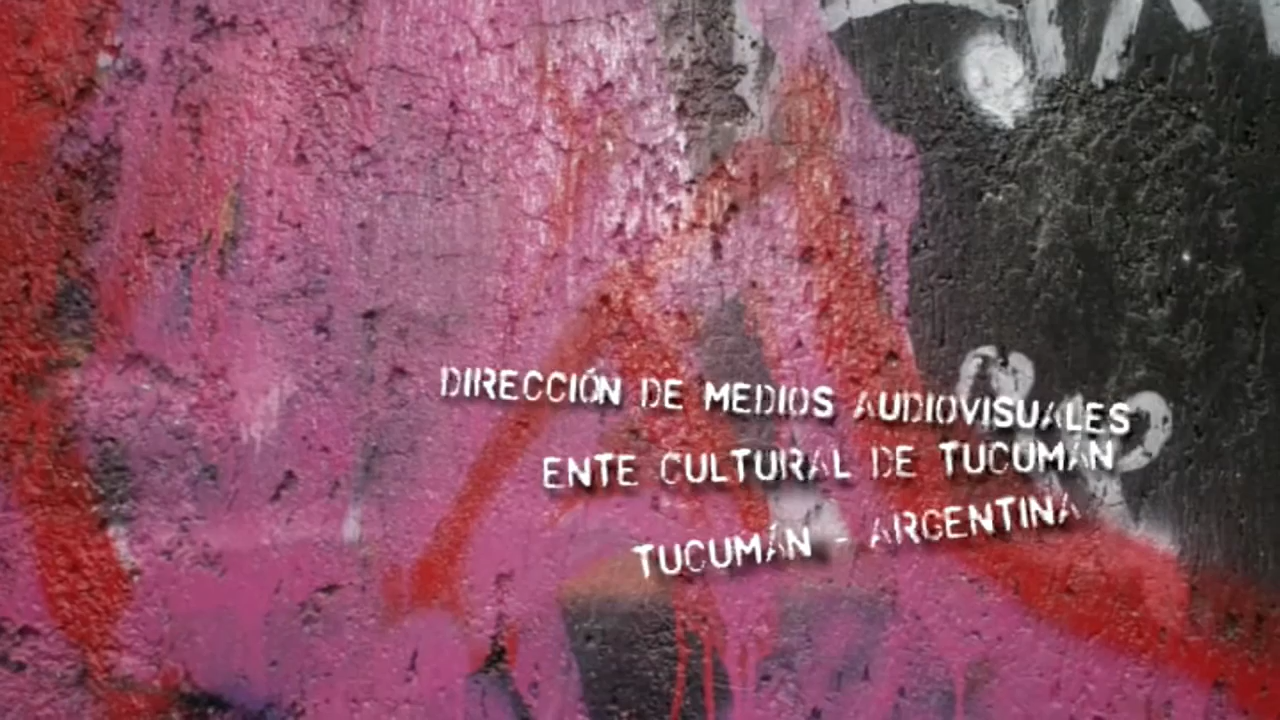 DIRECCIÓN DE MEDIOS AUDIOVISUALES
ENTE CULTURAL DE TUCUMÁN
TUCUMÁN - ARGENTINA